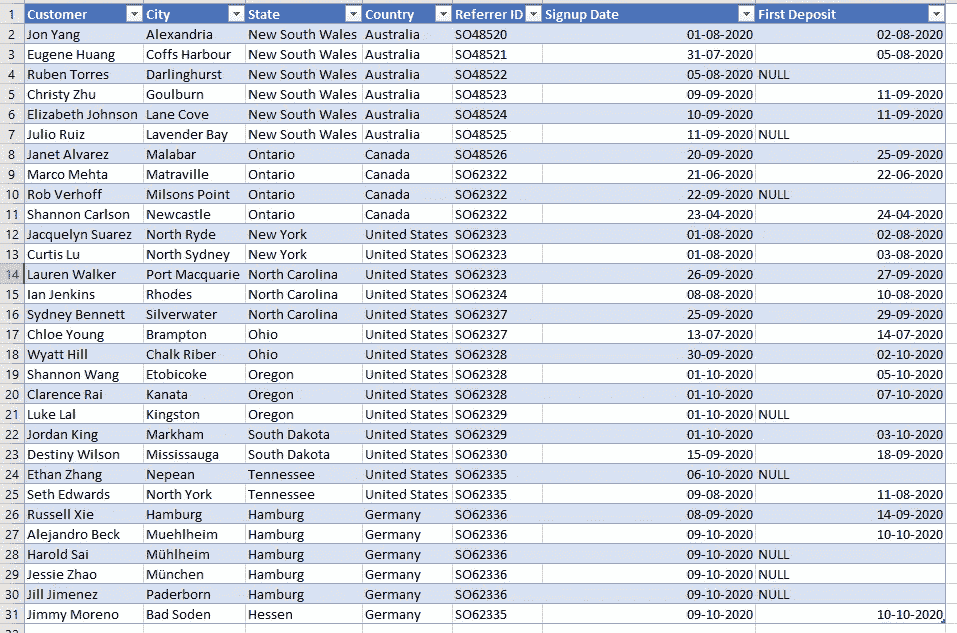 1 Customer City State Country Referrer ID Signup Date First Deposit
2 Jon Yang Alexandria New South Wales Australia SO48520 01-08-2020 02-08-2020
3 Eugene Huang Coffs Harbour New South Wales Australia SO48521 31-07-2020 05-08-2020
4 Ruben Torres Darlinghurst New South Wales Australia SO48522 05-08-2020 NULL
5 Christy Zhu Goulburn New South Wales Australia SO48523 09-09-2020 11-09-2020
6 Elizabeth Johnson Lane Cove New South Wales Australia SO48524 10-09-2020 11-09-2020
7 Julio Ruiz Lavender Bay New South Wales Australia SO48525 11-09-2020 NULL
8 Janet Alvarez Malabar Ontario Canada SO48526 20-09-2020 25-09-2020
9 Marco Mehta Matraville Ontario Canada SO62322 21-06-2020 22-06-2020
10 Rob Verhoff Milsons Point Ontario Canada SO62322 22-09-2020 NULL
11 Shannon Carlson Newcastle Ontario Canada SO62322 23-04-2020 24-04-2020
12 Jacquelyn Suarez North Ryde New York United States SO62323 01-08-2020 02-08-2020
13 Curtis Lu North Sydney New York United States SO62323 01-08-2020 03-08-2020
14 Lauren Walker Port Macquarie North Carolina United States SO62323 26-09-2020 27-09-2020
15 Ian Jenkins Rhodes North Carolina United States SO62324 08-08-2020 10-08-2020
16 Sydney Bennett Silverwater North Carolina United States SO62327 25-09-2020 29-09-2020
17 Chloe Young Brampton Ohio United States SO62327 13-07-2020 14-07-2020
18 Wyatt Hill Chalk Riber Ohio United States SO62328 30-09-2020 02-10-2020
19 Shannon Wang Etobicoke Oregon United States SO62328 01-10-2020 05-10-2020
20 Clarence Rai Kanata Oregon United States SO62328 01-10-2020 07-10-2020
21 Luke Lal Kingston Oregon United States SO62329 01-10-2020 NULL
22 Jordan King Markham South Dakota United States SO62329 01-10-2020 03-10-2020
23 Destiny Wilson Mississauga South Dakota United States SO62330 15-09-2020 18-09-2020
24 Ethan Zhang Nepean Tennessee United States SO62335 06-10-2020 NULL
25 Seth Edwards North York Tennessee United States SO62335 09-08-2020 11-08-2020
26 Russell Xie Hamburg Hamburg Germany SO62336 08-09-2020 14-09-2020
27 Alejandro Beck Muehlheim Hamburg Germany SO62336 09-10-2020 10-10-2020
28 Harold Sai Mühlheim Hamburg Germany SO62336 09-10-2020 NULL
29 Jessie Zhao München Hamburg Germany SO62336 09-10-2020 NULL
30 Jill Jimenez Paderborn Hamburg Germany SO62336 09-10-2020 NULL
31 Jimmy Moreno Bad Soden Hessen Germany SO62335 09-10-2020 10-10-2020